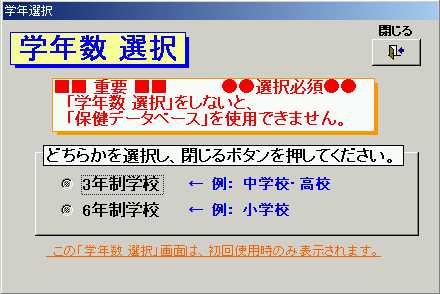 学年選択
閉じる
学年数 選択
■■ 重要 ■■ ●●選択必須●●
「学年数 選択」をしないと、
「保健データベース」を使用できません。
どちらかを選択し、閉じるボタンを押してください。
3年制学校 ← 例： 中学校・高校
6年制学校 ← 例： 小学校
この「学年数 選択」画面は、初回使用時のみ表示されます。